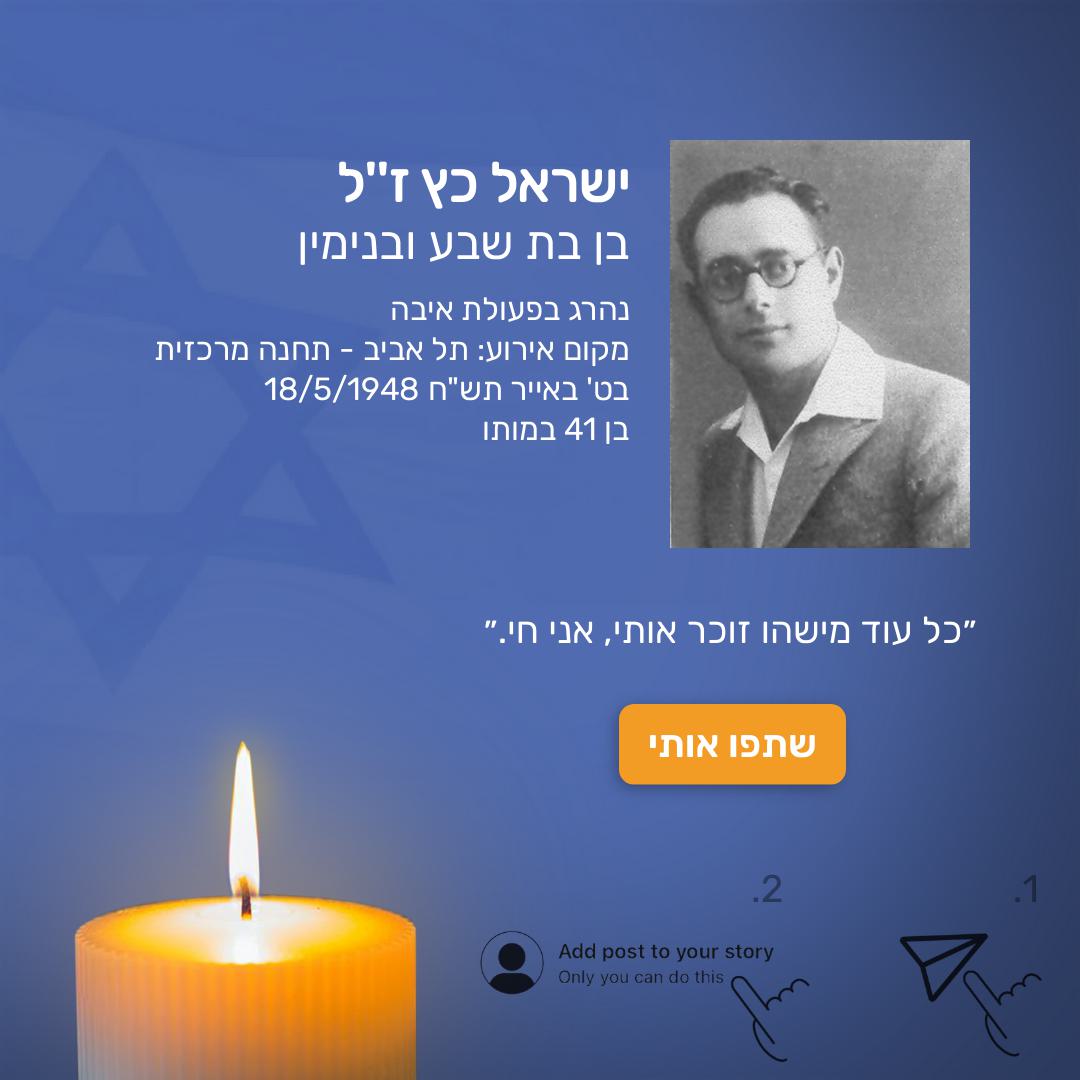 ישראל כץ ז"ל
בן בת שבע ובנימין
נהרג בפעולת איבה
מקום אירוע: תל אביב - תחנה מרכזית
בט' באייר תש"ח 18/5/1948
בן 41 במותו
״כל עוד מישהו זוכר אותי, אני חי.״
שתפו אותי
1.
2.
Add post to your story
Only you can do this